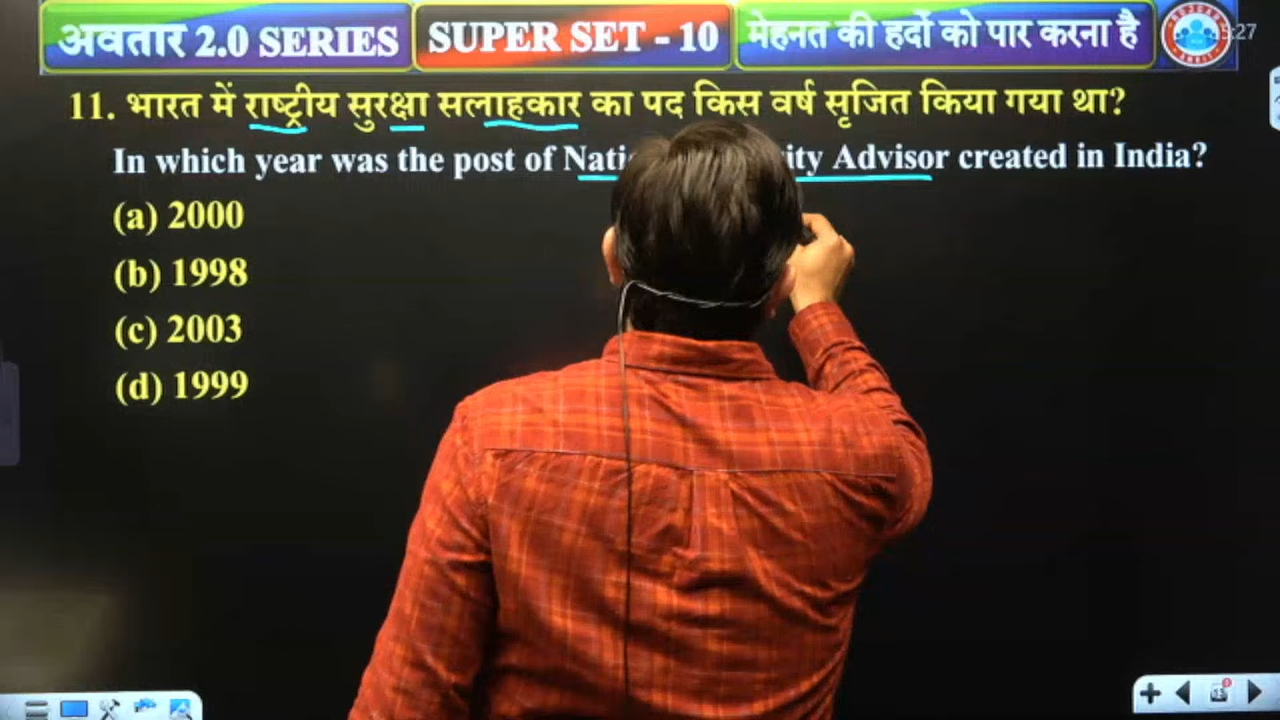 अवतार 2.0 SERIES
SUPER SET - 10
मेहनत की हदों को पार करना है
11. भारत में राष्ट्रीय सुरक्षा सलाहकार का पद किस वर्ष सृजित किया गया था?
In which year was the post of Nati ity Advisor created in India?
(a) 2000
(b) 1998
(c) 2003
(d) 1999